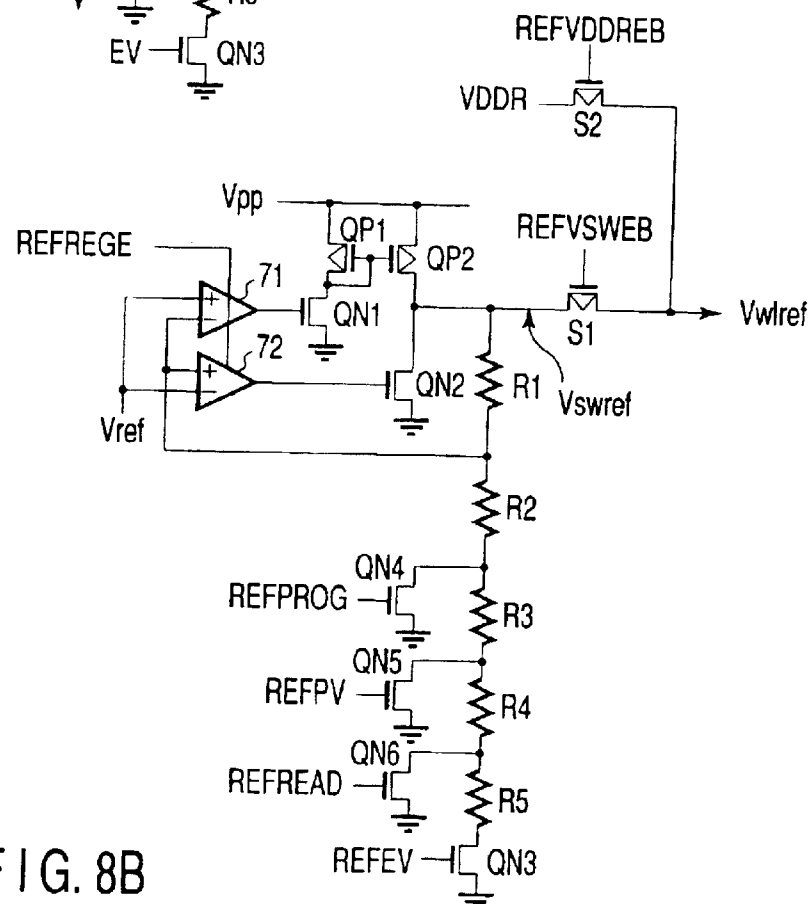 EV
QN3
REFVDDREB
VDDR
S2
Vpp
REFVSWEB
QP1
QP2
REFREGE
71
+
−
QN1
S1
Vwlref
72
+
−
QN2
R1
Vswref
Vref
R2
QN4
REFPROG
R3
QN5
REFPV
R4
QN6
REFREAD
R5
REFEV
QN3
FIG. 8B